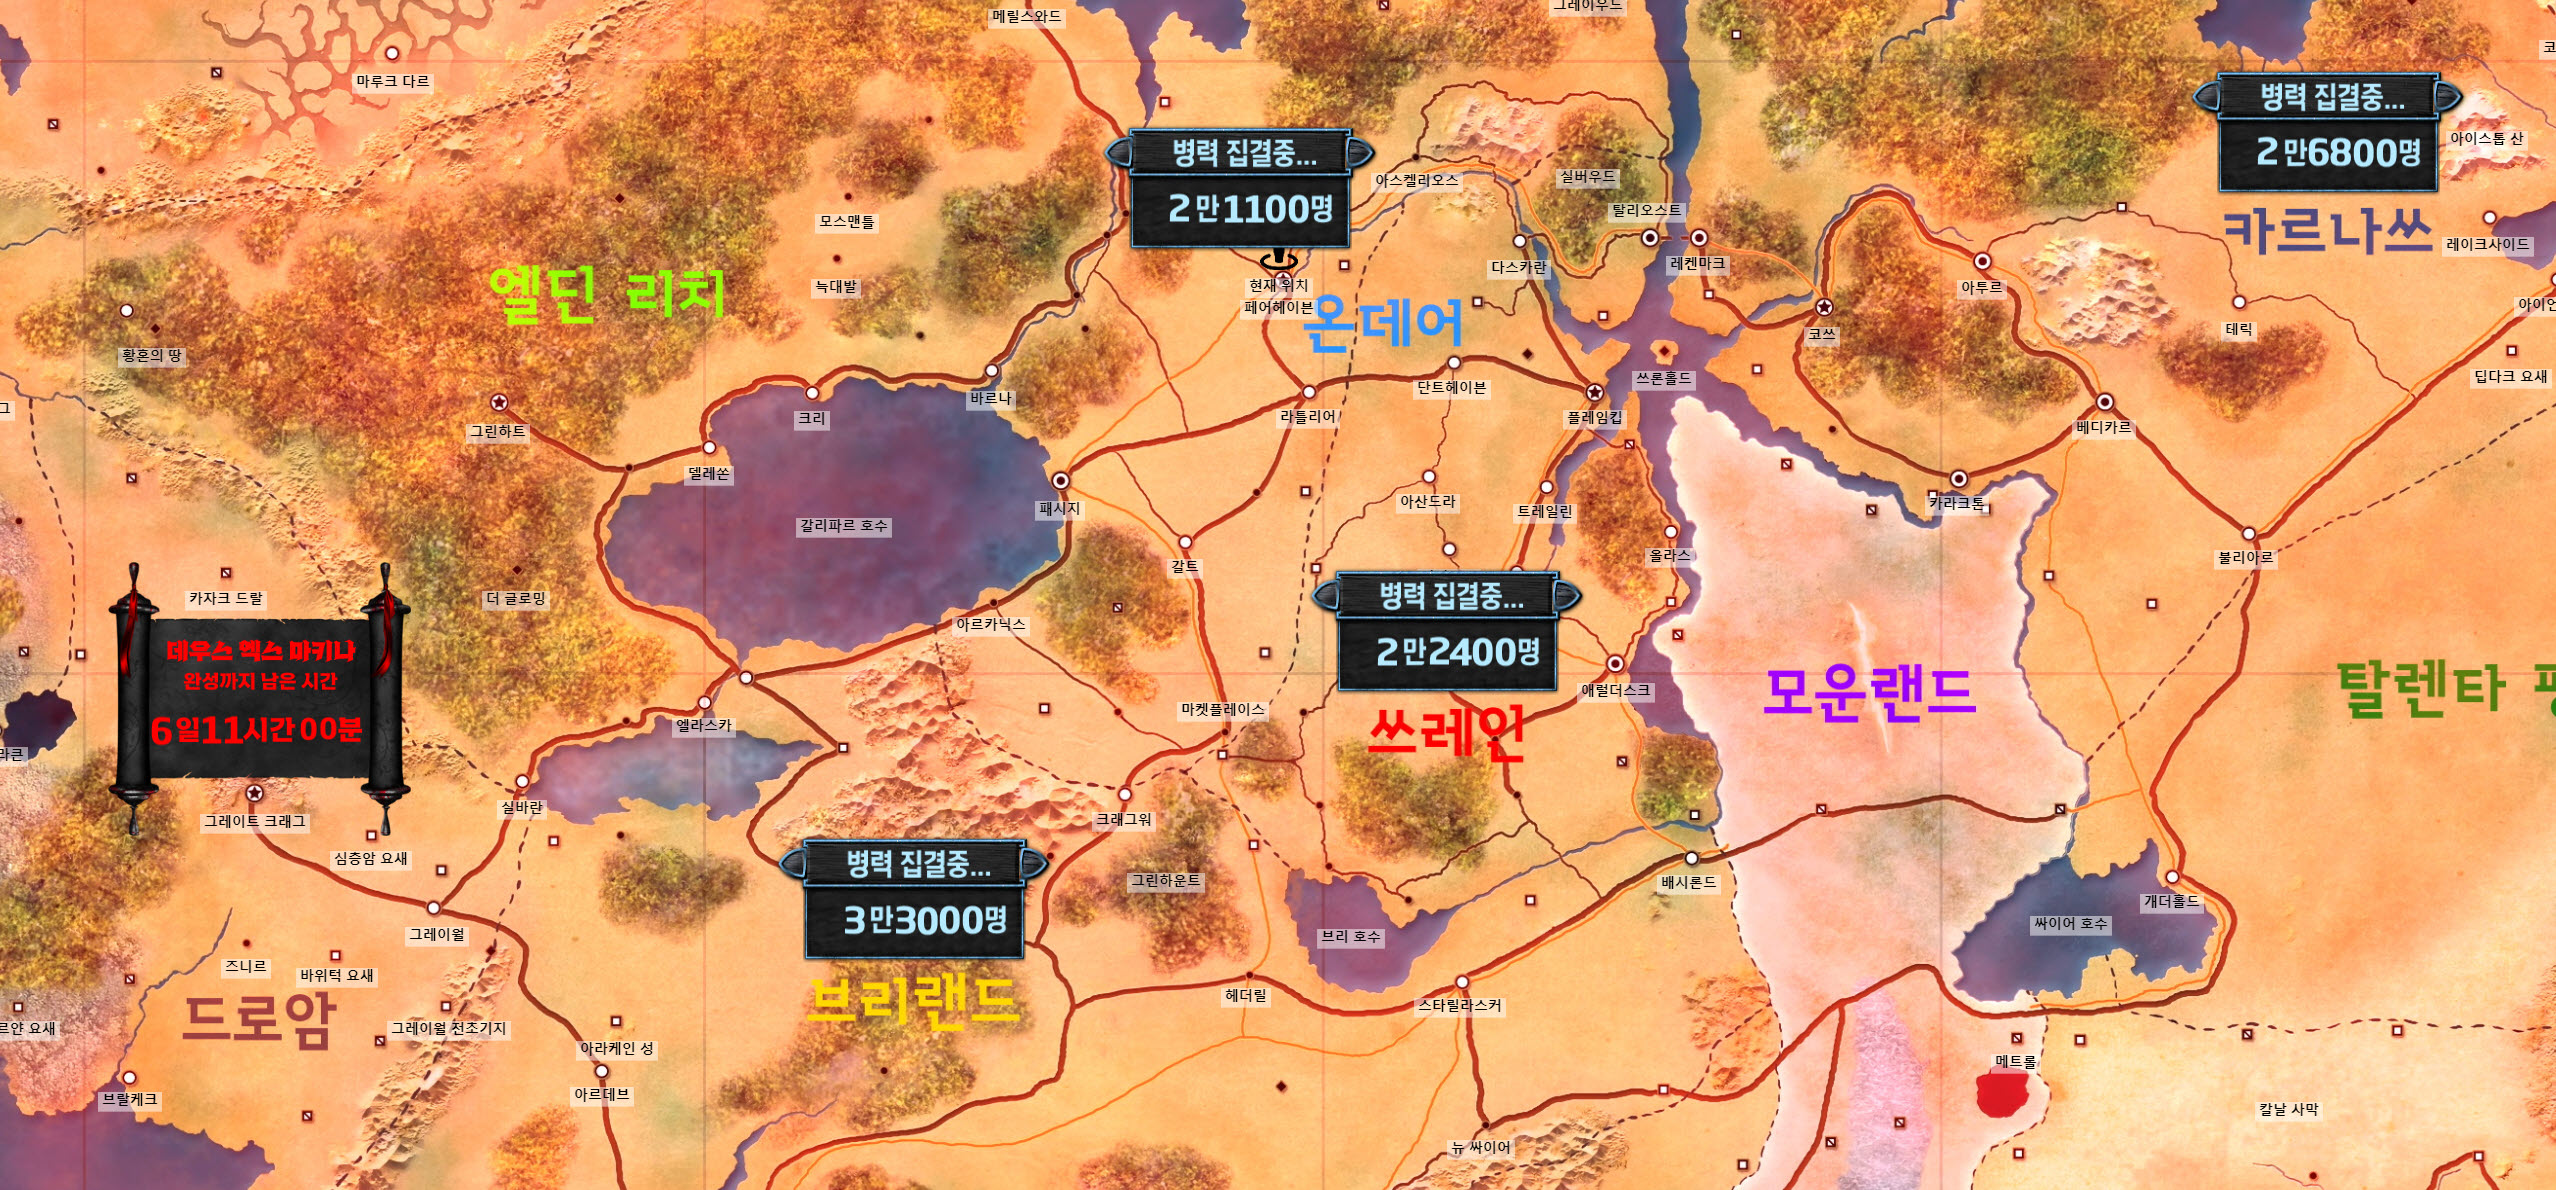 메릴스와드
그레이우드
마루크 다르
병력 집결중...
2만6800명
아이스톱 산
병력 집결중...
2만1100명
아스켈리오스
실버우드
탈리오스트
모스맨틀
카르나쓰
레이크사이드
다스카란
레켄마크
엘딘 리치
늑대발
현재 위치
페어헤이븐
온데어
아투르
코쓰
테릭
황혼의 땅
딥다크 요새
쓰론홀드
단트헤이븐
바르나
크리
라틀리어
플레임킵
그린하트
베디카르
델레쏜
패시지
아산드라
트레일린
카라크톤
갈리파르 호수
올라스
불리아르
갈트
카자크 드랄
더 글로밍
병력 집결중...
2만2400명
아르카닉스
데우스 엑스 마키나
완성까지 남은 시간
6일11시간00분
애럴더스크
모운랜드
탈렌타
마켓플레이스
엘라스카
쓰레인
라큰
실바란
그레이트 크래그
크래그워
심층암 요새
병력 집결중...
3만3000명
그린하운트
배시론드
개더홀드
싸이어 호수
그레이월
브리 호수
즈니르
바위턱 요새
브리랜드
헤더릴
스타릴라스커
드로암
르얀 요새
그레이월 전초기지
아라케인 성
메트롤
아르데브
브랄케크
칼날 사막
뉴 싸이어